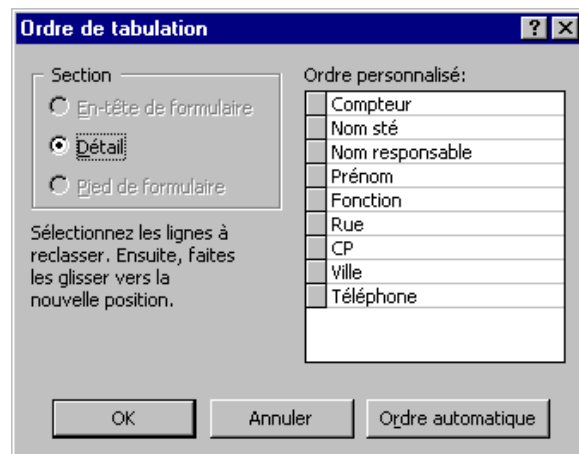 Ordre de tabulation
Section
En-tête de formulaire
Détail
Pied de formulaire
Sélectionnez les lignes à
reclasser. Ensuite, faites
les glisser vers la
nouvelle position.
Ordre personnalisé:
Compteur
Nom sté
Nom responsable
Prénom
Fonction
Rue
CP
Ville
Téléphone
OK
Annuler
Ordre automatique